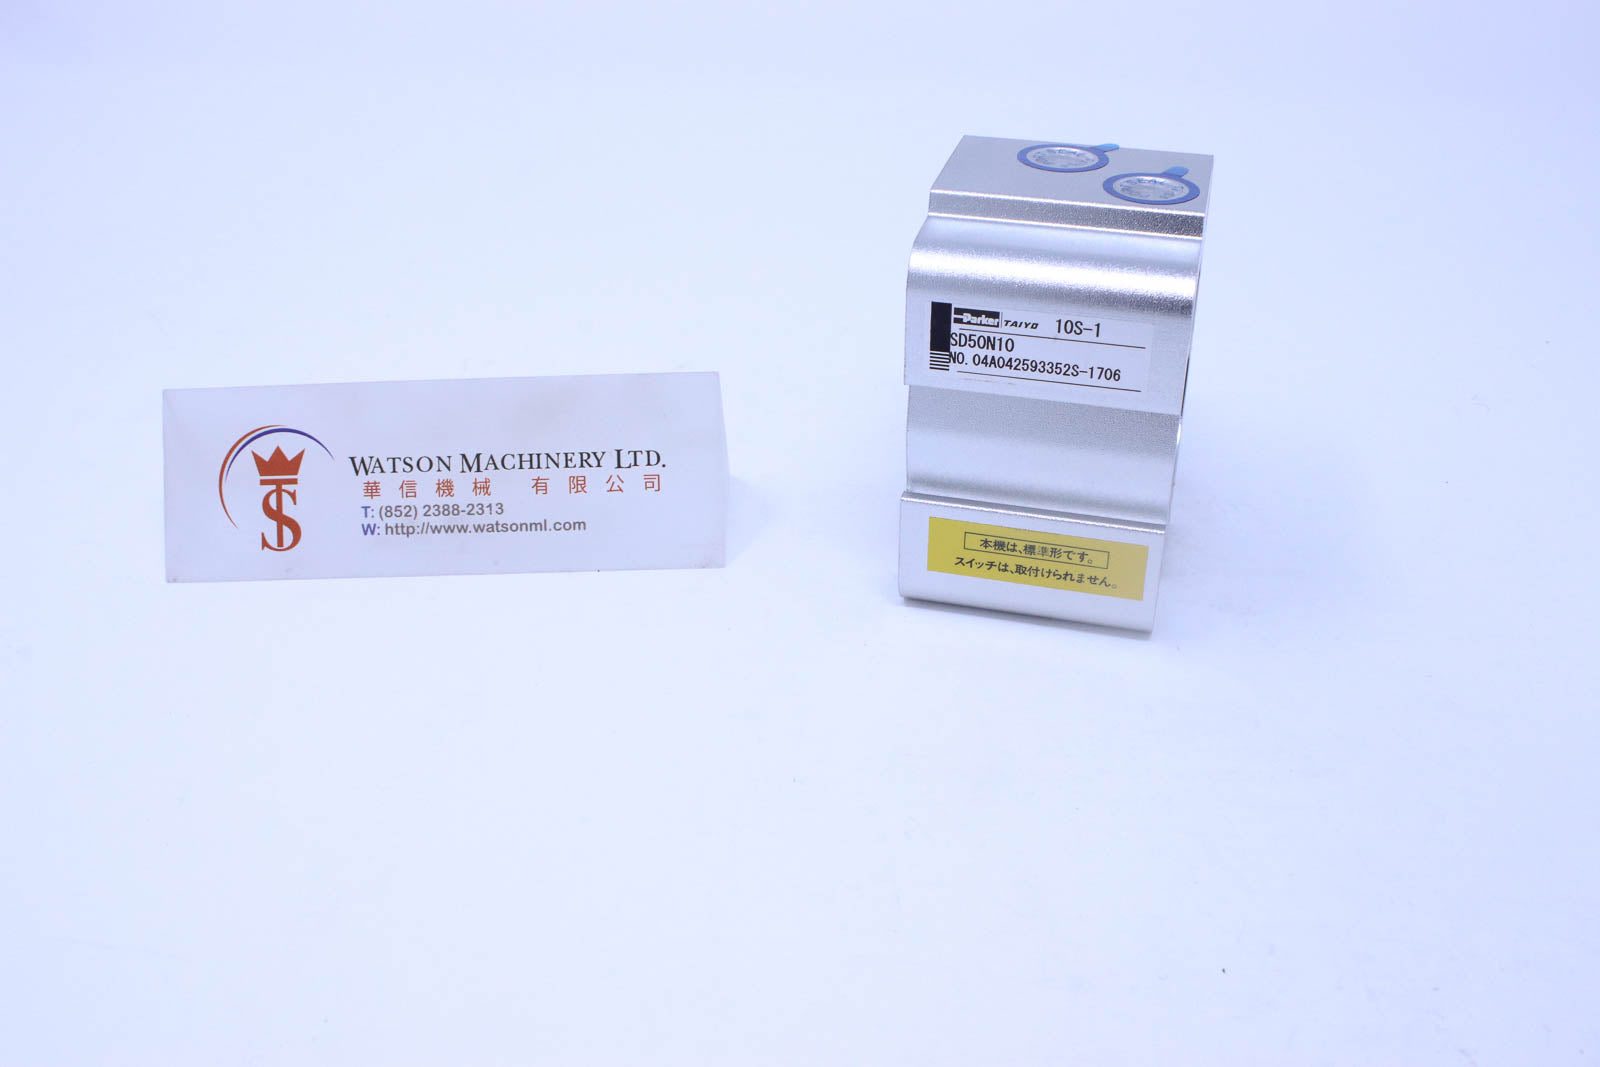 WATSON MACHINERY LTD.
華信機械 有限公司
T: (852) 2388-2313
W: http://www.watsonml.com
TS
Parker TAIYO 10S-1
SD50N10
NO. 04A042593352S-1706
本機は、標準形です。
スイッチは、取付けられません。